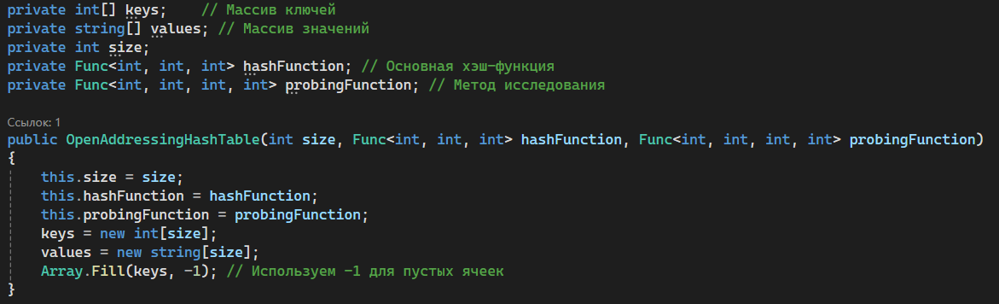 private int[] keys;    // Массив ключей
private string[] values; // Массив значений
private int size;
private Func<int, int, int> hashFunction; // Основная хэш-функция
private Func<int, int, int, int> probingFunction; // Метод исследования
Ссылок: 1
public OpenAddressingHashTable(int size, Func<int, int, int> hashFunction, Func<int, int, int, int> probingFunction)
{
    this.size = size;
    this.hashFunction = hashFunction;
    this.probingFunction = probingFunction;
    keys = new int[size];
    values = new string[size];
    Array.Fill(keys, -1); // Используем -1 для пустых ячеек
}